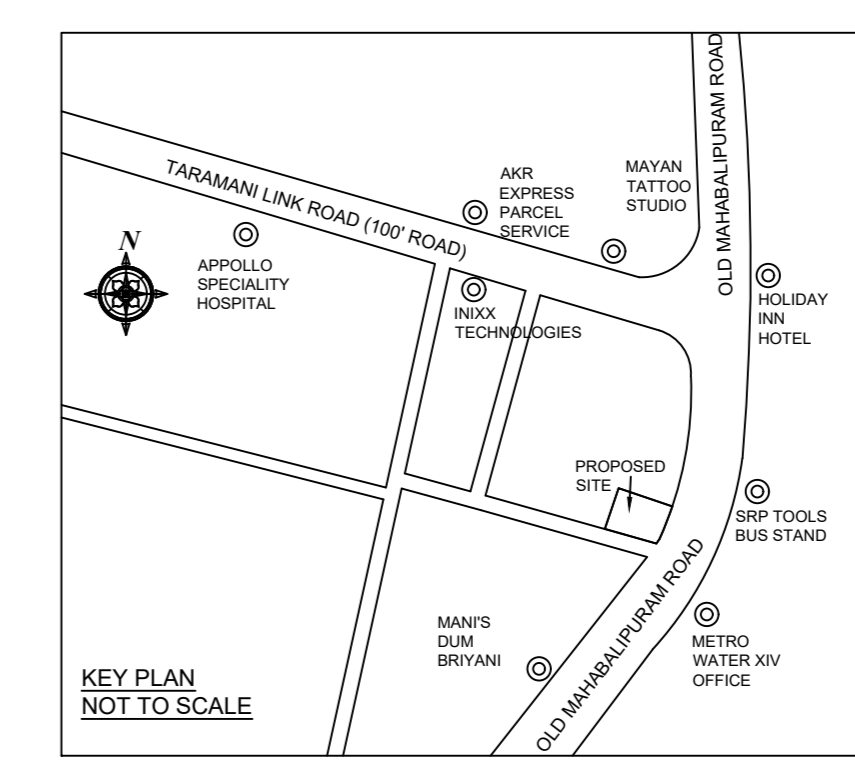 OLD MAHABALIPURAM ROAD
TARAMANI LINK ROAD (100' ROAD)
AKR
EXPRESS
PARCEL
SERVICE
MAYAN
TATTOO
STUDIO
N
APPOLLO
SPECIALITY
HOSPITAL
INIXX
TECHNOLOGIES
HOLIDAY
INN
HOTEL
PROPOSED
SITE
SRP TOOLS
BUS STAND
OLD MAHABALIPURAM ROAD
MANI'S
DUM
BRIYANI
METRO
WATER XIV
OFFICE
KEY PLAN
NOT TO SCALE